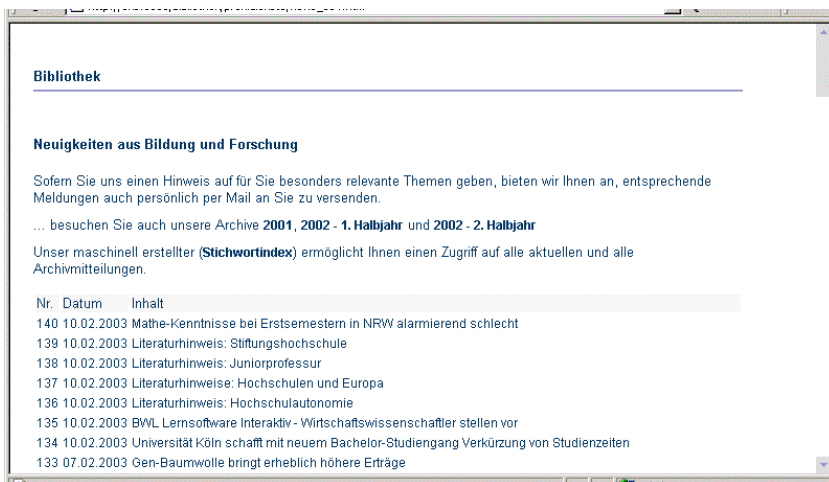 Bibliothek
Neuigkeiten aus Bildung und Forschung
Sofern Sie uns einen Hinweis auf für Sie besonders relevante Themen geben, bieten wir Ihnen an, entsprechende
Meldungen auch persönlich per Mail an Sie zu versenden.
... besuchen Sie auch unsere Archive 2001, 2002 - 1. Halbjahr und 2002 - 2. Halbjahr
Unser maschinell erstellter (Stichwortindex) ermöglicht Ihnen einen Zugriff auf alle aktuellen und alle
Archivmitteilungen.
Nr. Datum Inhalt
140 10.02.2003 Mathe-Kenntnisse bei Erstsemestern in NRW alarmierend schlecht
139 10.02.2003 Literaturhinweis: Stiftungshochschule
138 10.02.2003 Literaturhinweis: Juniorprofessur
137 10.02.2003 Literaturhinweise: Hochschulen und Europa
136 10.02.2003 Literaturhinweis: Hochschulautonomie
135 10.02.2003 BWL Lernsoftware Interaktiv - Wirtschaftswissenschaftler stellen vor
134 10.02.2003 Universität Köln schafft mit neuem Bachelor-Studiengang Verkürzung von Studienzeiten
133 07.02.2003 Gen-Baumwolle bringt erheblich höhere Erträge